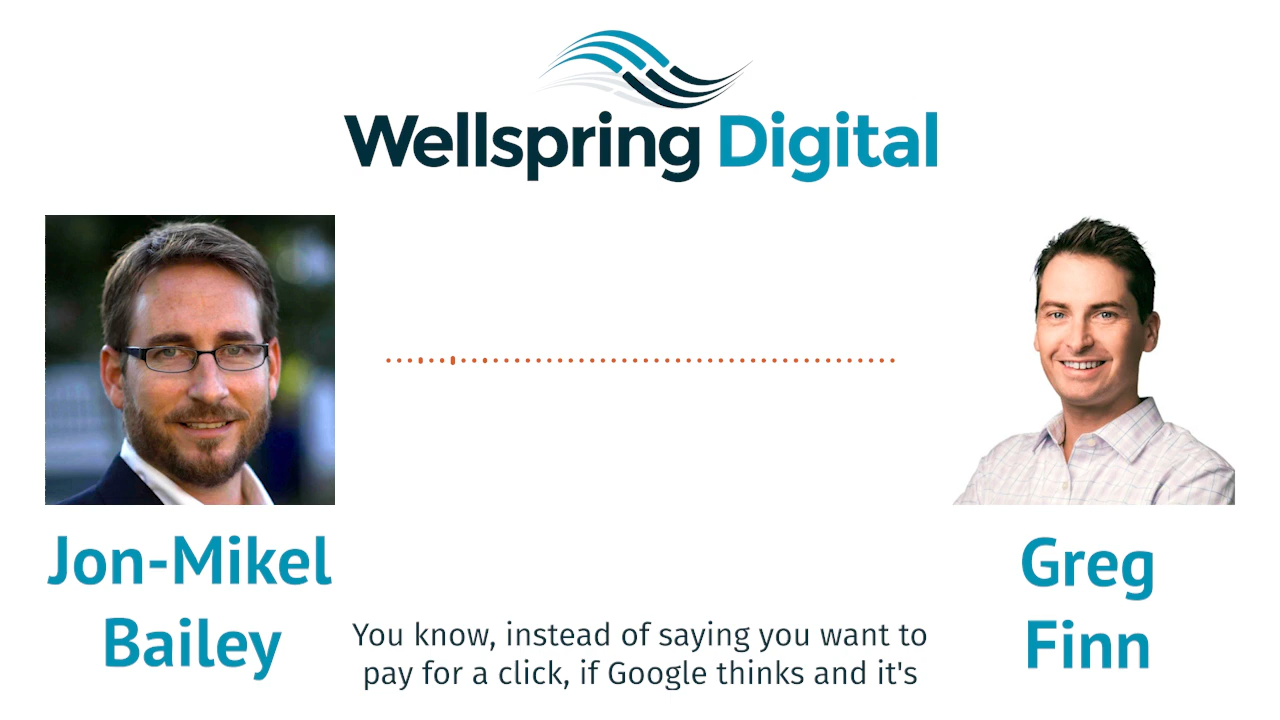 Wellspring Digital
Jon-Mikel
Bailey
Greg
Finn
You know, instead of saying you want to
pay for a click, if Google thinks and it's